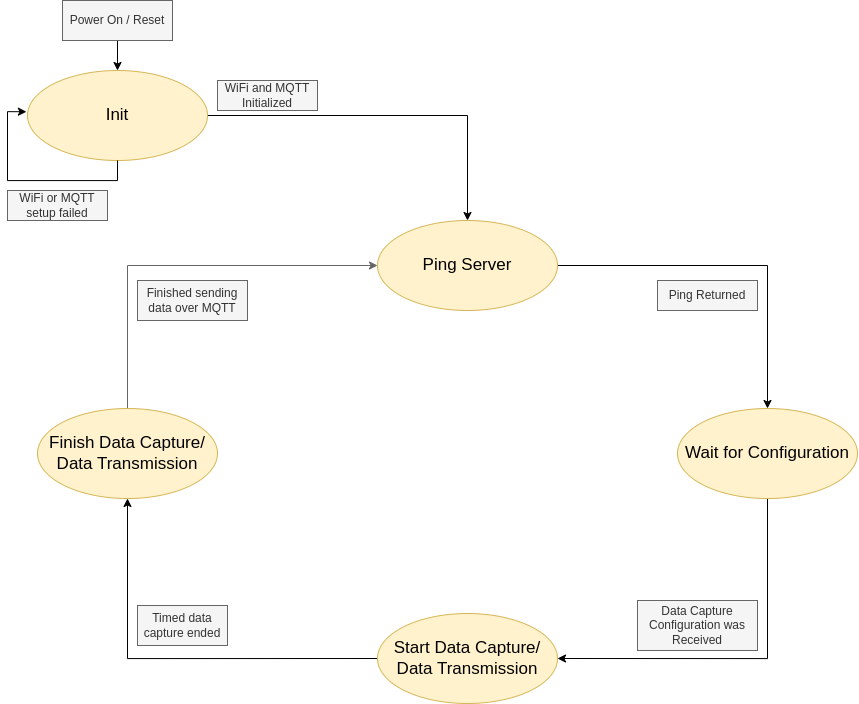 Power On / Reset
Init
WiFi and MQTT
Initialized
WiFi or MQTT
setup failed
Ping Server
Finished sending
data over MQTT
Ping Returned
Finish Data Capture/
Data Transmission
Wait for Configuration
Timed data
capture ended
Start Data Capture/
Data Transmission
Data Capture
Configuration was
Received